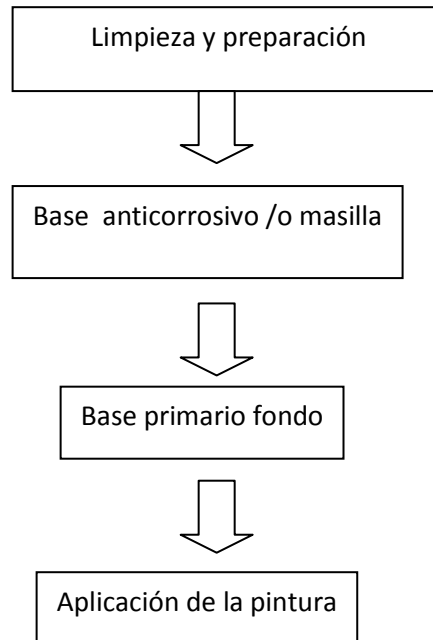 Limpieza y preparación
Base anticorrosivo /o masilla
Base primario fondo
Aplicación de la pintura